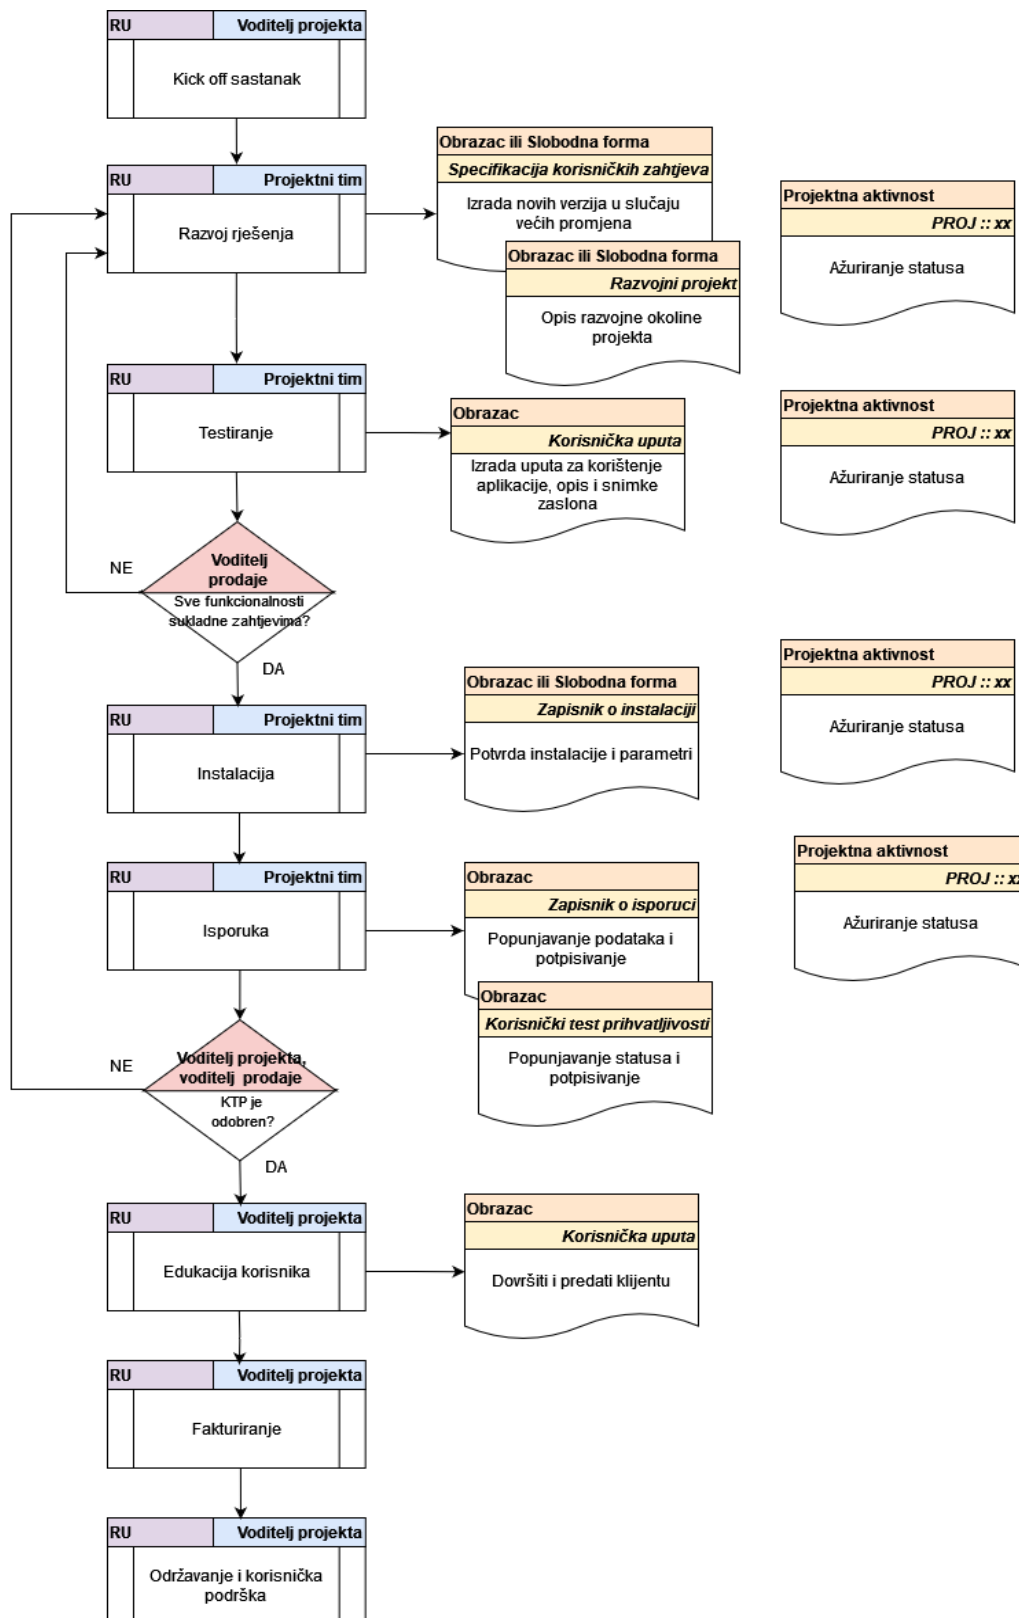 RU Voditelj projekta
Kick off sastanak
RU Projektni tim
Razvoj rješenja
Obrazac ili Slobodna forma
Specifikacija korisničkih zahtjeva
Izrada novih verzija u slučaju
većih promjena
Obrazac ili Slobodna forma
Razvojni projekt
Opis razvojne okoline
projekta
Projektna aktivnost
PROJ :: xx
Ažuriranje statusa
RU Projektni tim
Testiranje
Obrazac
Korisnička uputa
Izrada uputa za korištenje
aplikacije, opis i snimke
zaslona
Projektna aktivnost
PROJ :: xx
Ažuriranje statusa
NE
Voditelj
prodaje
Sve funkcionalnosti
sukladne zahtjevima?
DA
RU Projektni tim
Instalacija
Obrazac ili Slobodna forma
Zapisnik o instalaciji
Potvrda instalacije i parametri
Projektna aktivnost
PROJ :: xx
Ažuriranje statusa
RU Projektni tim
Isporuka
Obrazac
Zapisnik o isporuci
Popunjavanje podataka i
potpisivanje
Obrazac
Korisnički test prihvatljivosti
Popunjavanje statusa i
potpisivanje
Projektna aktivnost
PROJ :: xx
Ažuriranje statusa
NE
Voditelj projekta,
voditelj prodaje
KTP je
odobren?
DA
RU Voditelj projekta
Edukacija korisnika
Obrazac
Korisnička uputa
Dovršiti i predati klijentu
RU Voditelj projekta
Fakturiranje
RU Voditelj projekta
Održavanje i korisnička
podrška